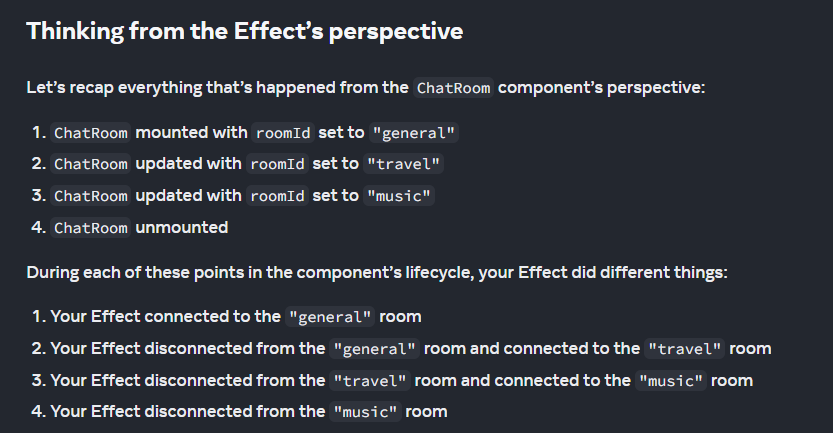 Thinking from the Effect’s perspective
Let’s recap everything that’s happened from the ChatRoom component’s perspective:
1. ChatRoom mounted with roomId set to "general"
2. ChatRoom updated with roomId set to "travel"
3. ChatRoom updated with roomId set to "music"
4. ChatRoom unmounted
During each of these points in the component’s lifecycle, your Effect did different things:
1. Your Effect connected to the "general" room
2. Your Effect disconnected from the "general" room and connected to the "travel" room
3. Your Effect disconnected from the "travel" room and connected to the "music" room
4. Your Effect disconnected from the "music" room